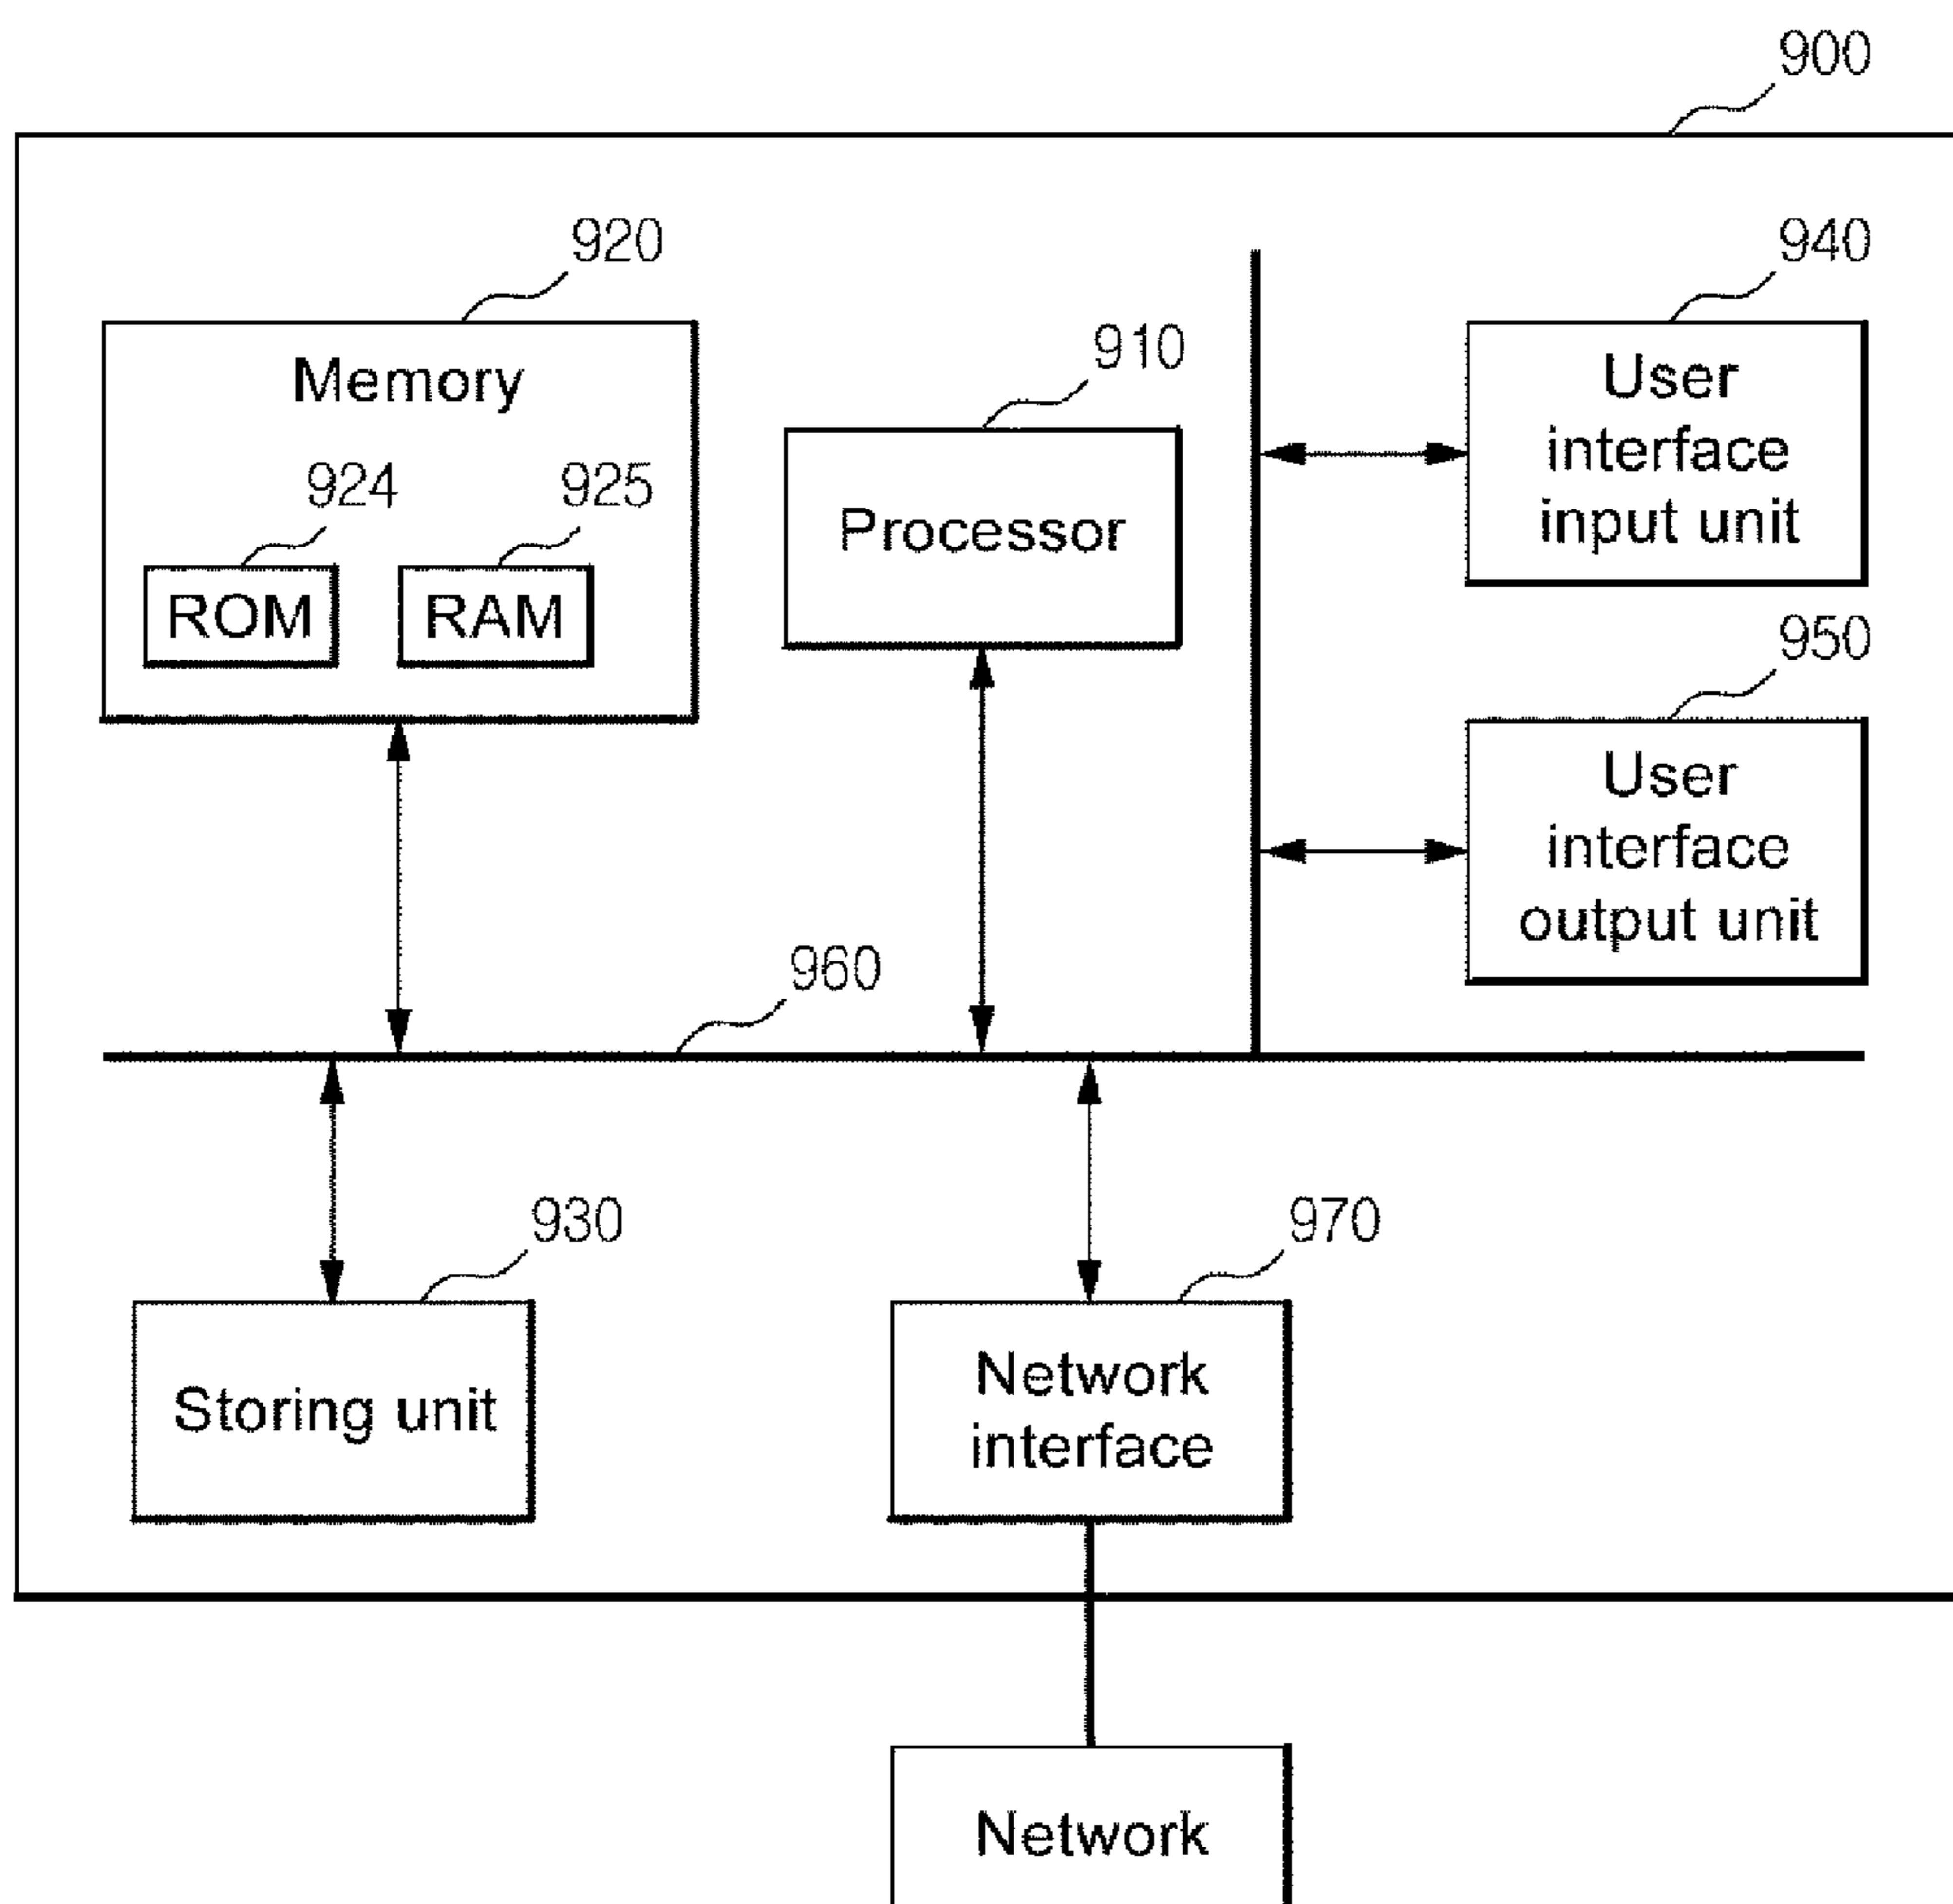 900
920
940
Memory
910
User
interface
input unit
924
925
Processor
ROM
RAM
950
User
interface
output unit
960
930
970
Storing unit
Network
interface
Network